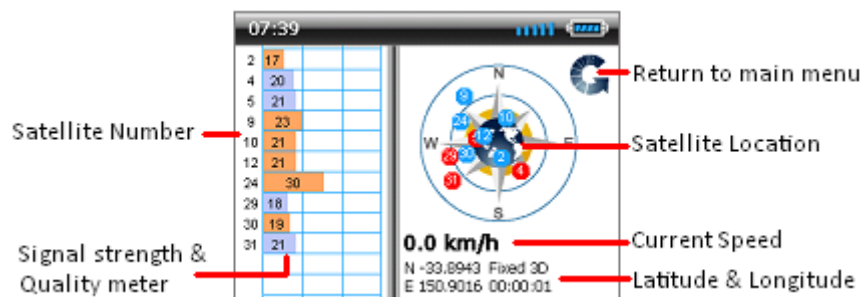 07:39
2 17
4 20
5 21
9 23
10 21
12 21
24 30
29 18
30 19
31 21
Satellite Number
Signal strength &
Quality meter
N
W
E
S
9
24
10
12
29
30
2
4
31
0.0 km/h
N -33.8943 Fixed 3D
E 150.9016 00:00:01
Return to main menu
Satellite Location
Current Speed
Latitude & Longitude